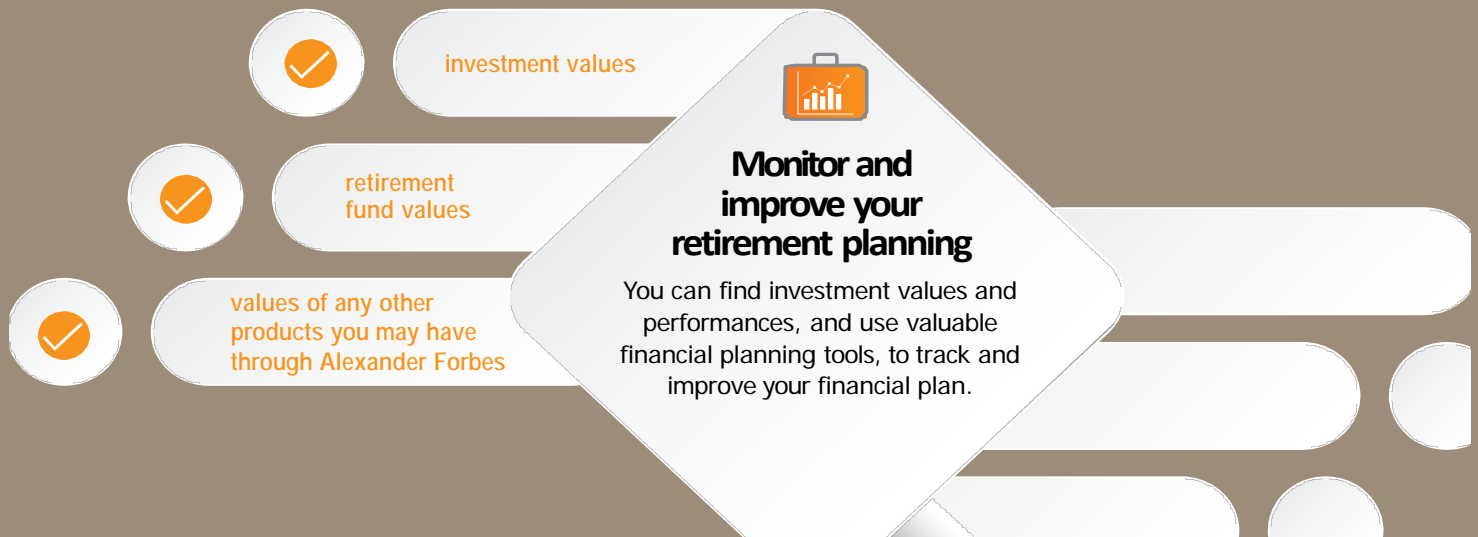 investment values
retirement
fund values
values of any other
products you may have
through Alexander Forbes
Monitor and
improve your
retirement planning
You can find investment values and
performances, and use valuable
financial planning tools, to track and
improve your financial plan.